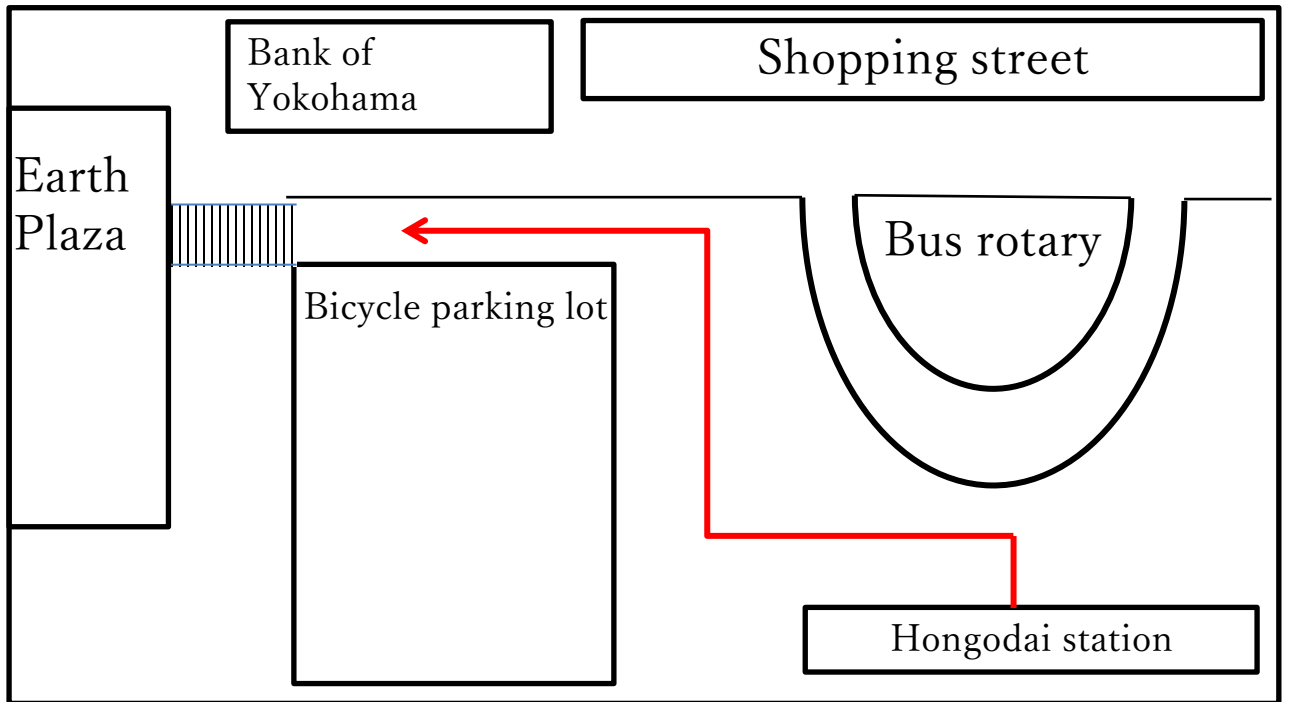 Bank of
Yokohama
Shopping street
Earth
Plaza
Bus rotary
Bicycle parking lot
Hongodai station